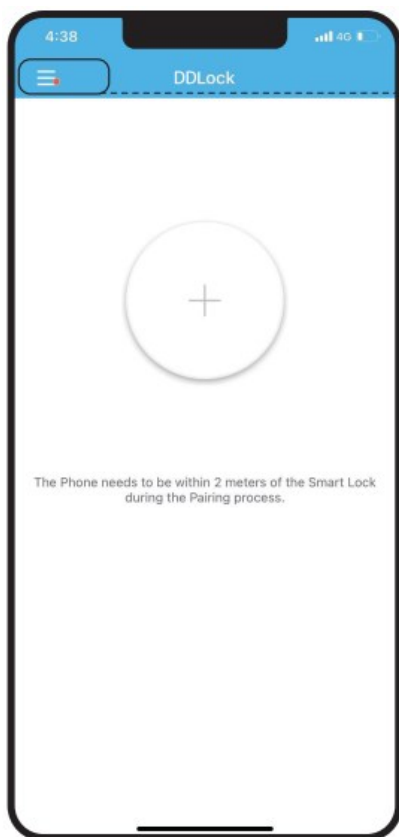 4:38
4G
DDLock
The Phone needs to be within 2 meters of the Smart Lock
during the Pairing process.